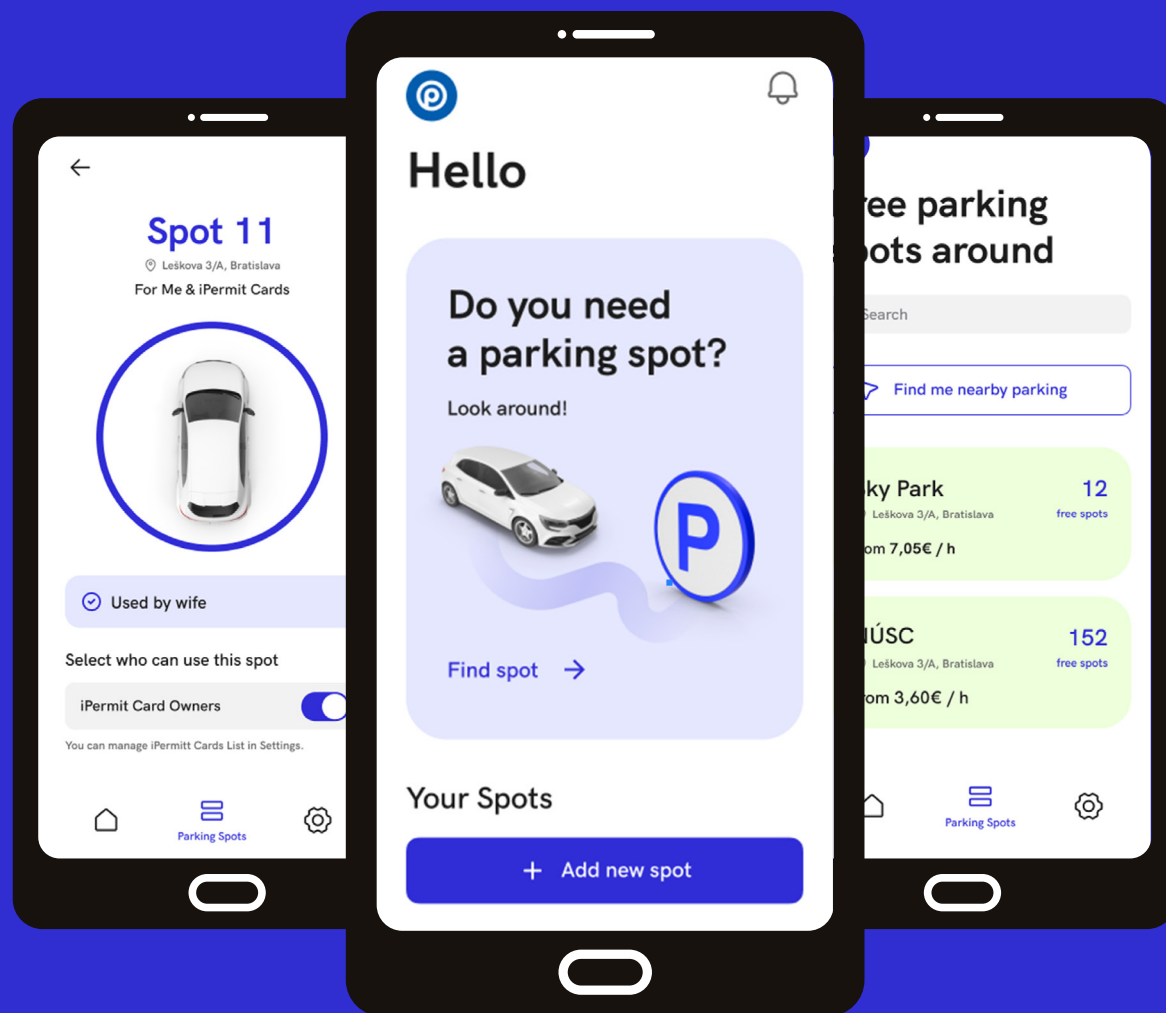 Spot 11
Leškova 3/A, Bratislava
For Me & iPermit Cards
Used by wife
Select who can use this spot
iPermit Card Owners
You can manage iPermitt Cards List in Settings.
Parking Spots
Hello
Do you need
a parking spot?
Look around!
P
Find spot
Your Spots
Add new spot
ree parking
ots around
Search
Find me nearby parking
ky Park
12
Leškova 3/A, Bratislava
free spots
om 7,05€ / h
ÚSC
152
Leškova 3/A, Bratislava
free spots
om 3,60€ / h
Parking Spots